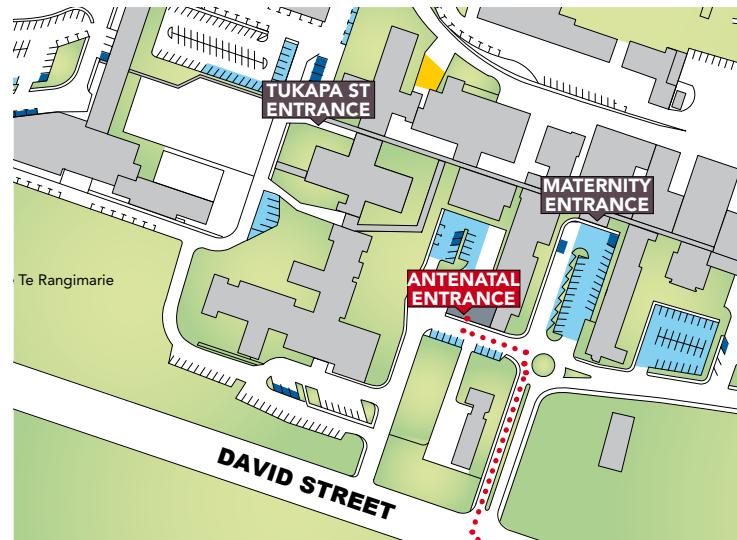 TUKAPA ST
ENTRANCE
MATERNITY
ENTRANCE
Te Rangimarie
ANTENATAL
ENTRANCE
DAVID STREET